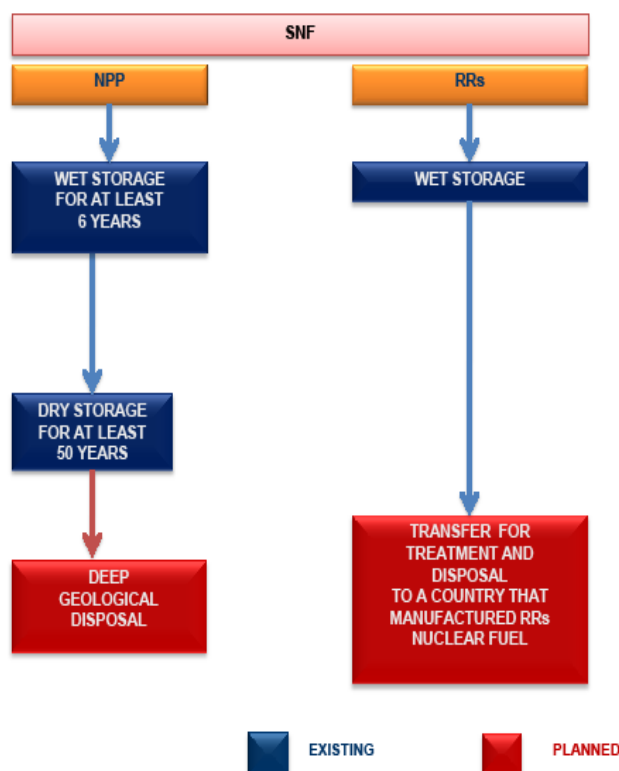 SNF
NPP
RRs
WET STORAGE
FOR AT LEAST
6 YEARS
WET STORAGE
DRY STORAGE
FOR AT LEAST
50 YEARS
DEEP
GEOLOGICAL
DISPOSAL
TRANSFER FOR
TREATMENT AND
DISPOSAL
TO A COUNTRY THAT
MANUFACTURED RRs
NUCLEAR FUEL
EXISTING
PLANNED